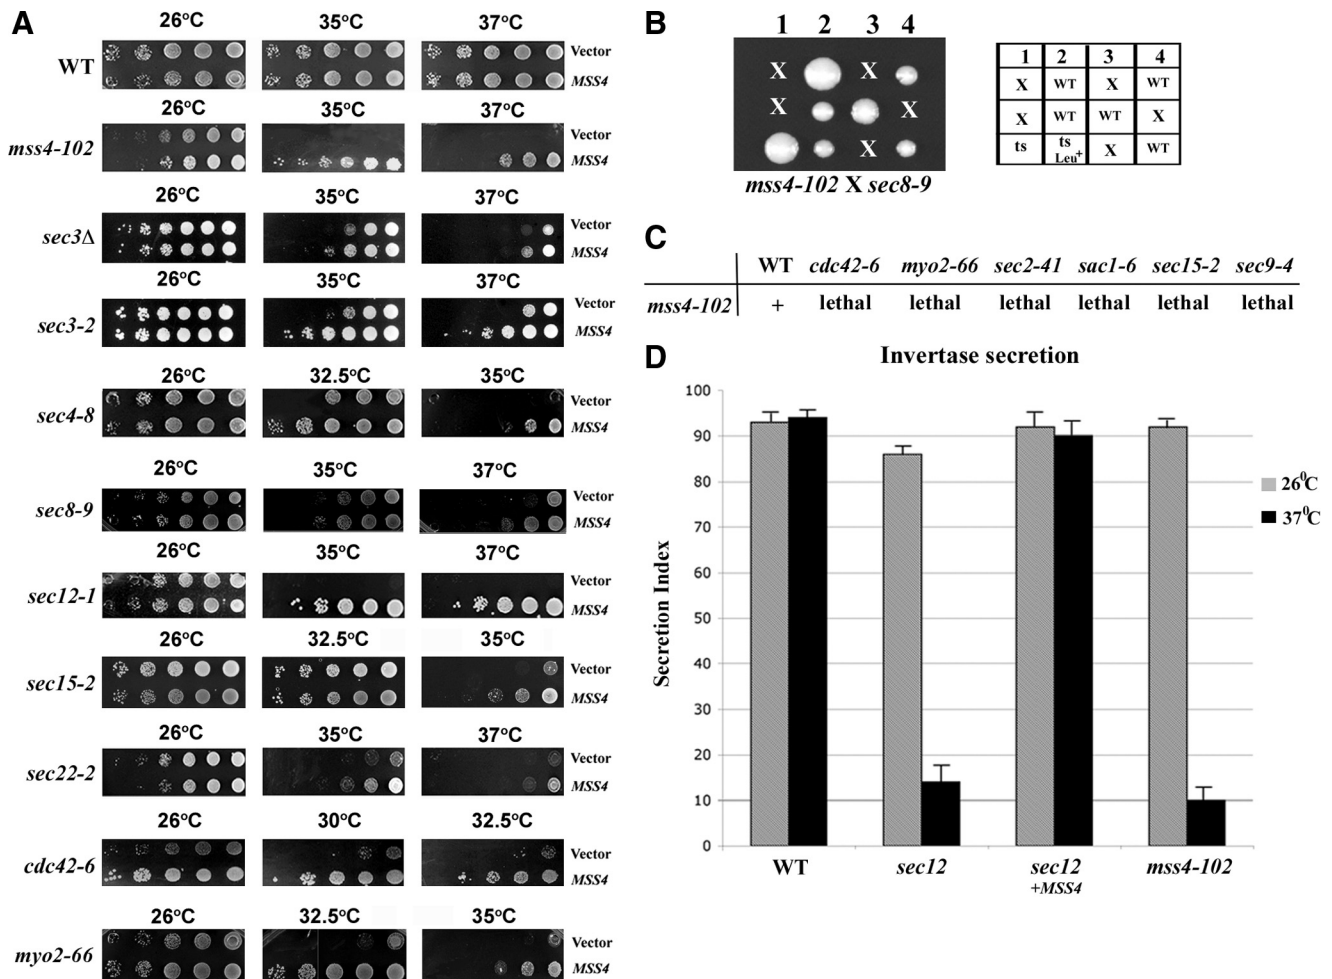 A
26°C 35°C 37°C
WT
Vector
MSS4
26°C 35°C 37°C
mss4-102
Vector
MSS4
26°C 35°C 37°C
sec3Δ
Vector
MSS4
26°C 35°C 37°C
sec3-2
Vector
MSS4
26°C 32.5°C 35°C
sec4-8
Vector
MSS4
26°C 35°C 37°C
sec8-9
Vector
MSS4
26°C 35°C 37°C
sec12-1
Vector
MSS4
26°C 32.5°C 35°C
sec15-2
Vector
MSS4
26°C 35°C 37°C
sec22-2
Vector
MSS4
26°C 30°C 32.5°C
cdc42-6
Vector
MSS4
26°C 32.5°C 35°C
myo2-66
Vector
MSS4
B
1 2 3 4
X X
X X
X
mss4-102 X sec8-9
1 2 3 4
X WT X WT
X WT WT X
ts ts Leu+ X WT
C
WT cdc42-6 myo2-66 sec2-41 sac1-6 sec15-2 sec9-4
mss4-102 + lethal lethal lethal lethal lethal lethal
D
Invertase secretion
Secretion Index
100
90
80
70
60
50
40
30
20
10
0
WT sec12 sec12 +MSS4 mss4-102
26⁰C
37⁰C